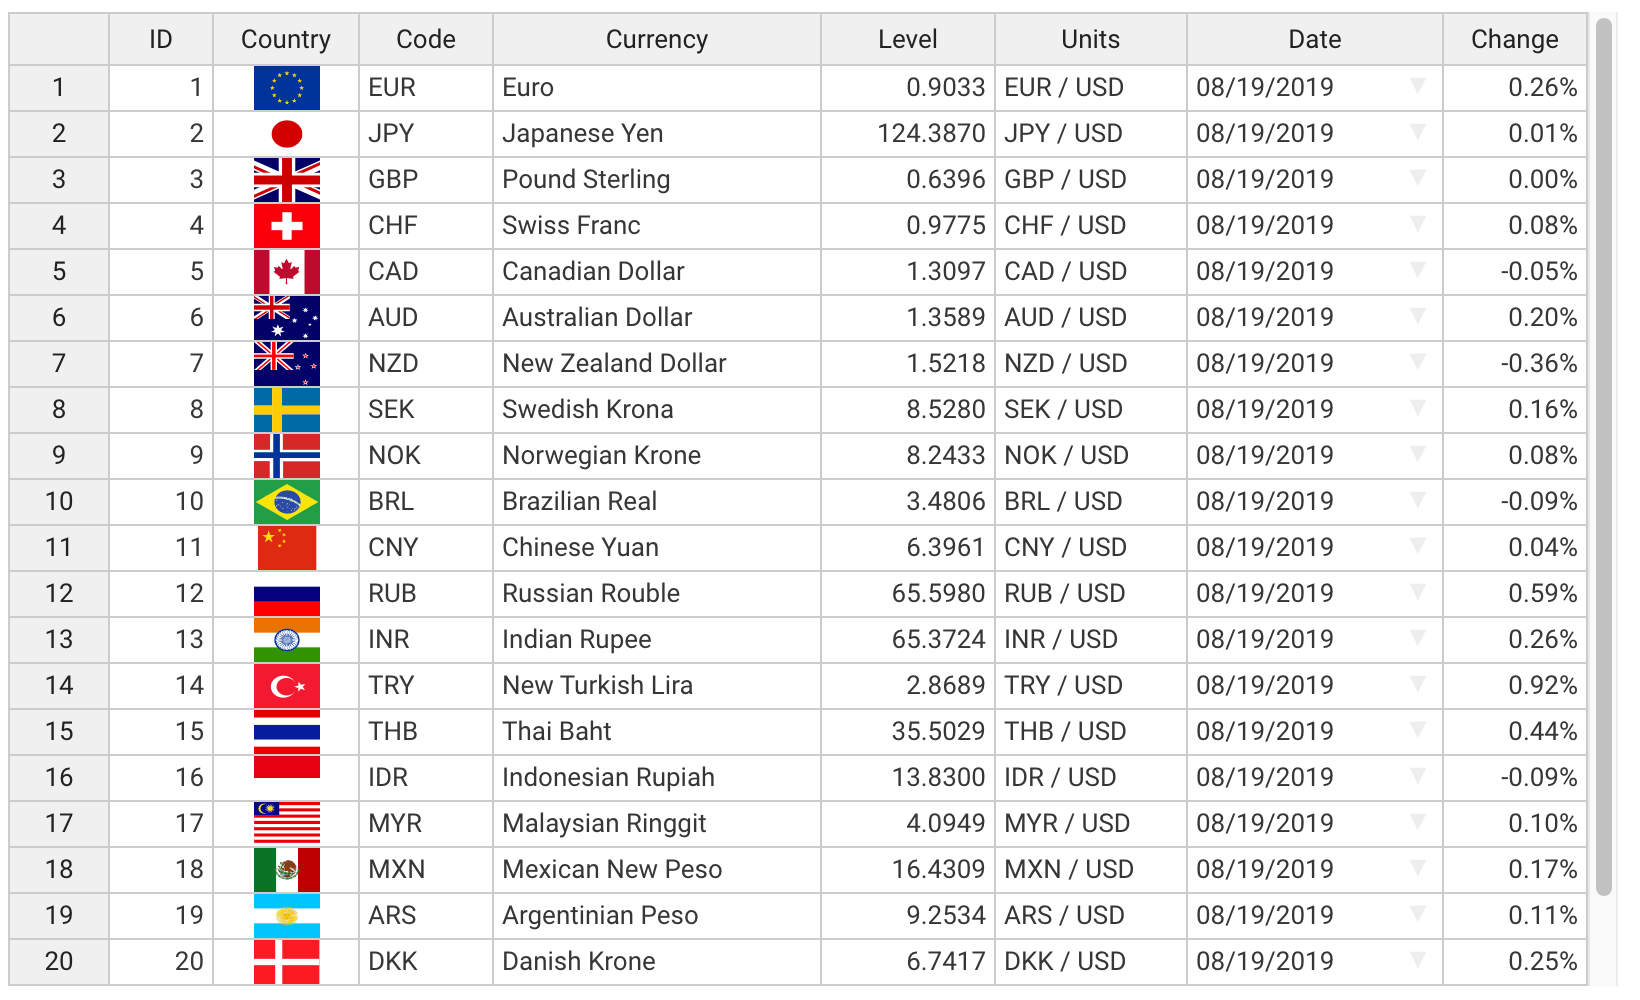 ID Country Code Currency Level Units Date Change
1 1 EUR Euro 0.9033 EUR / USD 08/19/2019 0.26%
2 2 JPY Japanese Yen 124.3870 JPY / USD 08/19/2019 0.01%
3 3 GBP Pound Sterling 0.6396 GBP / USD 08/19/2019 0.00%
4 4 CHF Swiss Franc 0.9775 CHF / USD 08/19/2019 0.08%
5 5 CAD Canadian Dollar 1.3097 CAD / USD 08/19/2019 -0.05%
6 6 AUD Australian Dollar 1.3589 AUD / USD 08/19/2019 0.20%
7 7 NZD New Zealand Dollar 1.5218 NZD / USD 08/19/2019 -0.36%
8 8 SEK Swedish Krona 8.5280 SEK / USD 08/19/2019 0.16%
9 9 NOK Norwegian Krone 8.2433 NOK / USD 08/19/2019 0.08%
10 10 BRL Brazilian Real 3.4806 BRL / USD 08/19/2019 -0.09%
11 11 CNY Chinese Yuan 6.3961 CNY / USD 08/19/2019 0.04%
12 12 RUB Russian Rouble 65.5980 RUB / USD 08/19/2019 0.59%
13 13 INR Indian Rupee 65.3724 INR / USD 08/19/2019 0.26%
14 14 TRY New Turkish Lira 2.8689 TRY / USD 08/19/2019 0.92%
15 15 THB Thai Baht 35.5029 THB / USD 08/19/2019 0.44%
16 16 IDR Indonesian Rupiah 13.8300 IDR / USD 08/19/2019 -0.09%
17 17 MYR Malaysian Ringgit 4.0949 MYR / USD 08/19/2019 0.10%
18 18 MXN Mexican New Peso 16.4309 MXN / USD 08/19/2019 0.17%
19 19 ARS Argentinian Peso 9.2534 ARS / USD 08/19/2019 0.11%
20 20 DKK Danish Krone 6.7417 DKK / USD 08/19/2019 0.25%